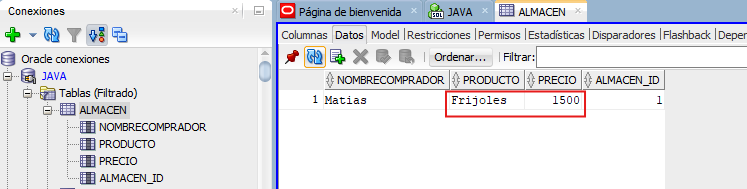 Conexiones
Página de bienvenida
JAVA
ALMACEN
Columnas Datos Model Restricciones Permisos Estadísticas Disparadores Flashback
Ordenar... Filtrar:
Oracle conexiones
JAVA
Tablas (Filtrado)
ALMACEN
NOMBRECOMPRADOR
PRODUCTO
PRECIO
ALMACEN_ID
NOMBRECOMPRADOR PRODUCTO PRECIO ALMACEN_ID
1 Matias Frijoles 1500 1